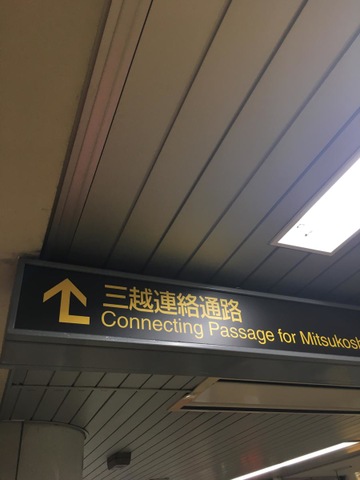 三越連絡通路
Connecting Passage for Mitsukosh